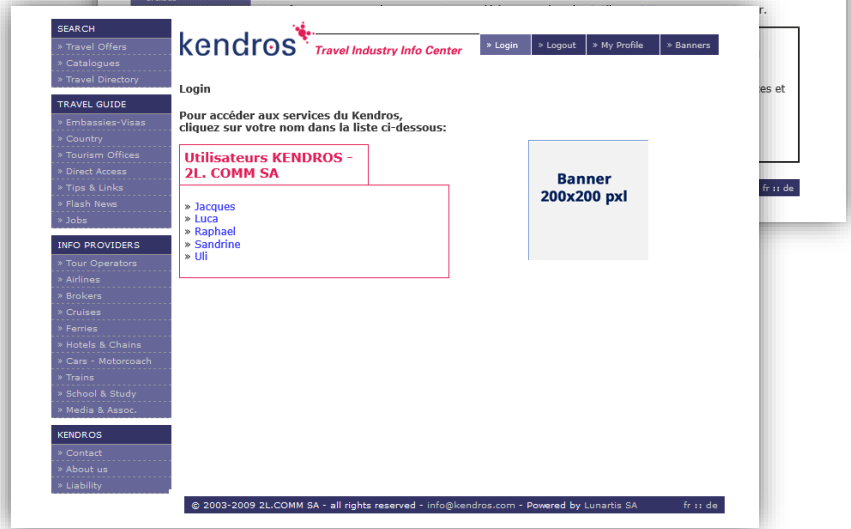 r.
SEARCH
» Travel Offers
» Catalogues
» Travel Directory
kendros
Travel Industry Info Center
» Login
» Logout
» My Profile
» Banners
es et
Login
TRAVEL GUIDE
» Embassies-Visas
» Country
» Tourism Offices
» Direct Access
» Tips & Links
» Flash News
» Jobs
Pour accéder aux services du Kendros,
cliquez sur votre nom dans la liste ci-dessous:
Utilisateurs KENDROS -
2L. COMM SA
» Jacques
» Luca
» Raphael
» Sandrine
» Uli
Banner
200x200 pxl
fr :: de
INFO PROVIDERS
» Tour Operators
» Airlines
» Brokers
» Cruises
» Ferries
» Hotels & Chains
» Cars - Motorcoach
» Trains
» School & Study
» Media & Assoc.
KENDROS
» Contact
» About us
» Liability
© 2003-2009 2L.COMM SA - all rights reserved - info@kendros.com - Powered by Lunartis SA fr :: de